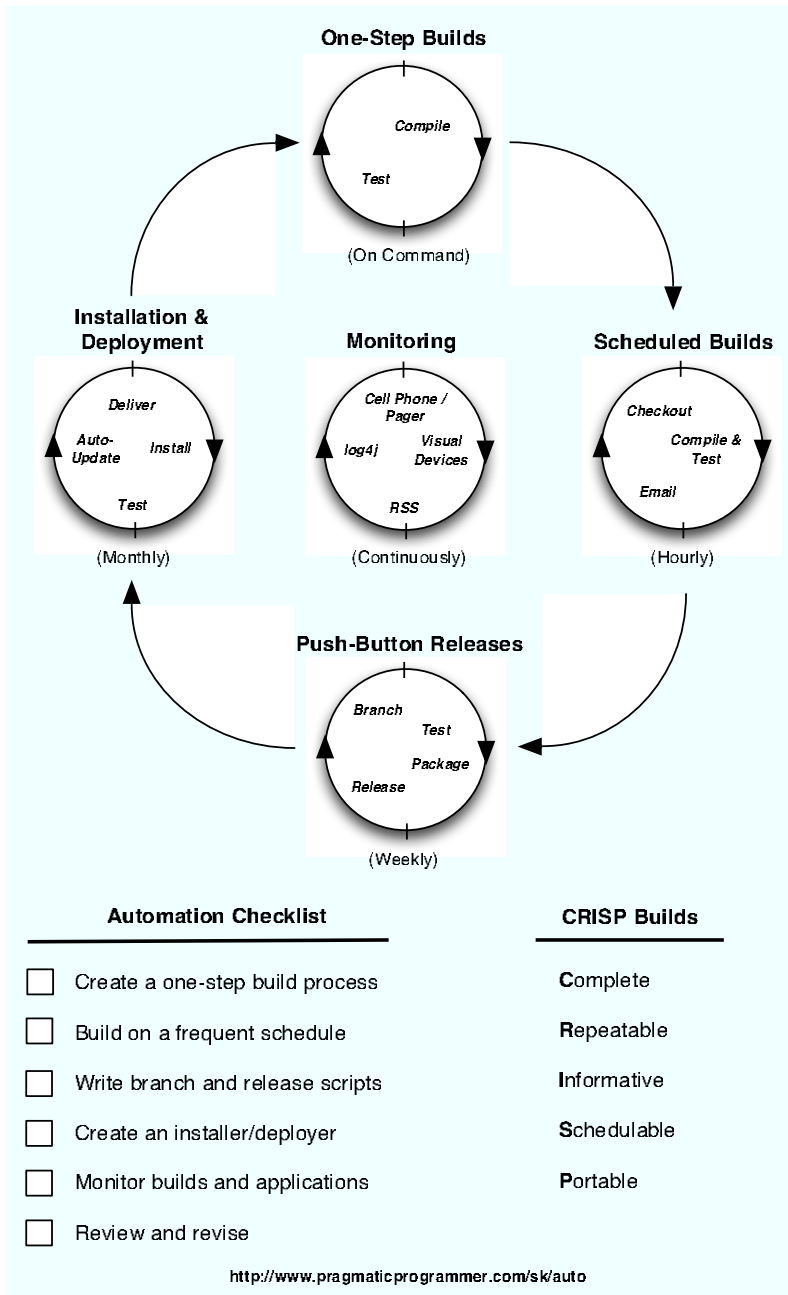 One-Step Builds
Compile
Test
(On Command)
Installation &
Deployment
Deliver
Auto-
Update
Install
Test
(Monthly)
Monitoring
Cell Phone /
Pager
log4j
Visual
Devices
RSS
(Continuously)
Scheduled Builds
Checkout
Compile &
Test
Email
(Hourly)
Push-Button Releases
Branch
Test
Package
Release
(Weekly)
Automation Checklist
Create a one-step build process
Build on a frequent schedule
Write branch and release scripts
Create an installer/deployer
Monitor builds and applications
Review and revise
CRISP Builds
Complete
Repeatable
Informative
Schedulable
Portable
http://www.pragmaticprogrammer.com/sk/auto